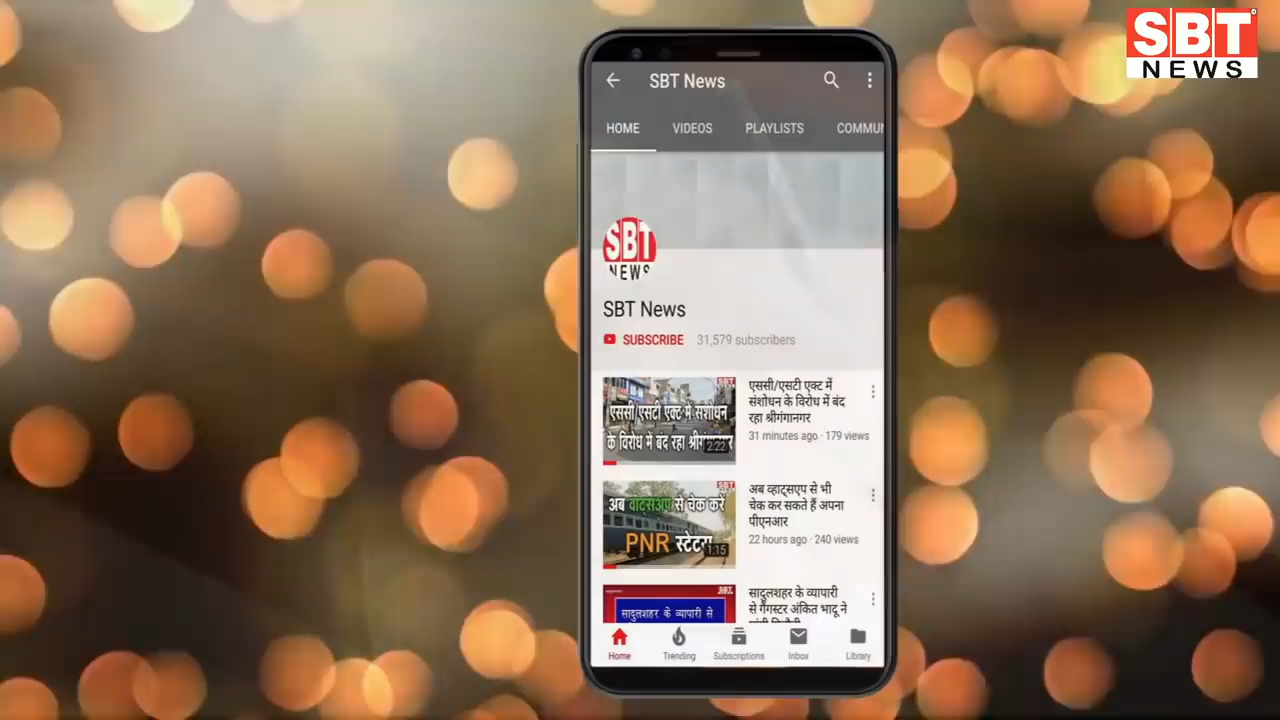 SBT
NEWS
SBT News
HOME VIDEOS PLAYLISTS COMMUN
SBT
NEWS
SBT News
SUBSCRIBE 31,579 subscribers
एससी/एसटी एक्ट में संशोधन
के विरोध में बंद रहा
2:22
एससी/एसटी एक्ट में
संशोधन के विरोध में बंद
रहा श्रीगंगानगर
31 minutes ago · 179 views
अब वाटसअप से चेक करें
PNR स्टेटस
1:15
अब व्हाट्सएप से भी
चेक कर सकते हैं अपना
पीएनआर
22 hours ago · 240 views
सादुलशहर के व्यापारी से
सादुलशहर के व्यापारी
से गैंगस्टर अंकित भादू ने
Home Trending Subscriptions Inbox Library